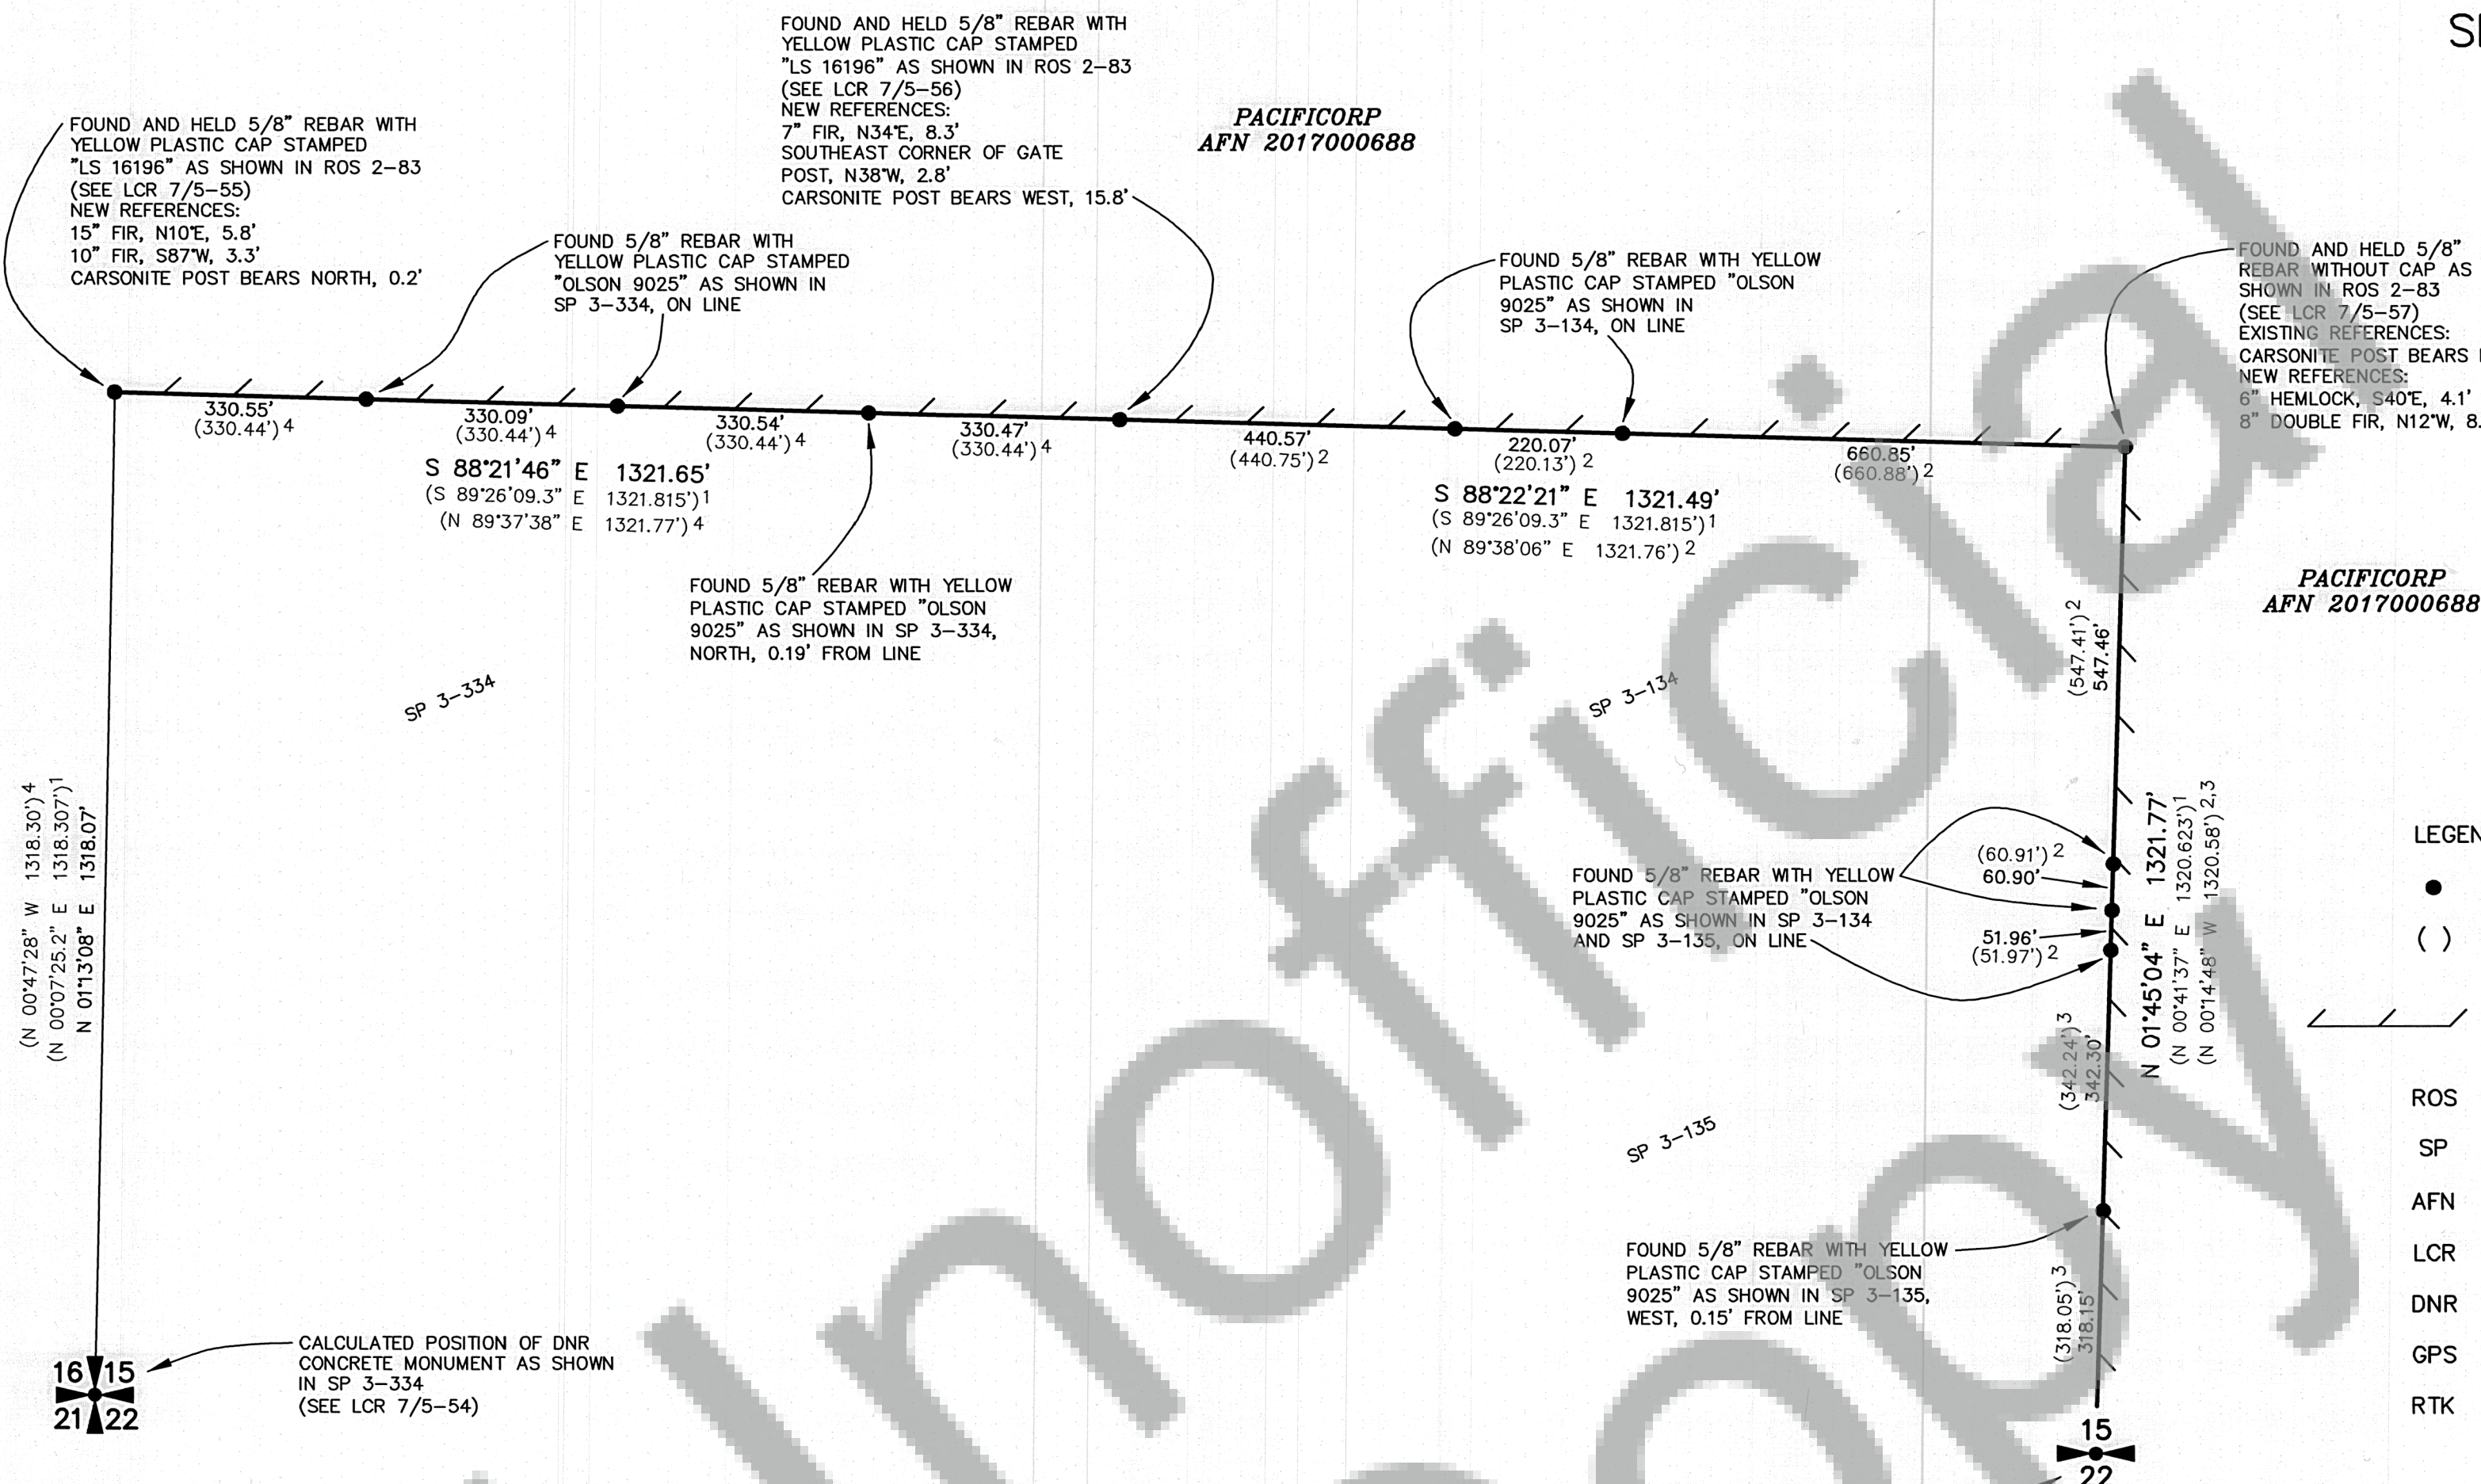 SI
FOUND AND HELD 5/8" REBAR WITH
YELLOW PLASTIC CAP STAMPED
"LS 16196" AS SHOWN IN ROS 2-83
(SEE LCR 7/5-56)
NEW REFERENCES:
7" FIR, N34°E, 8.3'
SOUTHEAST CORNER OF GATE
POST, N38°W, 2.8'
CARSONITE POST BEARS WEST, 15.8'
PACIFICORP
AFN 2017000688
FOUND AND HELD 5/8" REBAR WITH
YELLOW PLASTIC CAP STAMPED
"LS 16196" AS SHOWN IN ROS 2-83
(SEE LCR 7/5-55)
NEW REFERENCES:
15" FIR, N10°E, 5.8'
10" FIR, S87°W, 3.3'
CARSONITE POST BEARS NORTH, 0.2'
FOUND 5/8" REBAR WITH
YELLOW PLASTIC CAP STAMPED
"OLSON 9025" AS SHOWN IN
SP 3-334, ON LINE
FOUND 5/8" REBAR WITH YELLOW
PLASTIC CAP STAMPED "OLSON
9025" AS SHOWN IN
SP 3-134, ON LINE
FOUND AND HELD 5/8"
REBAR WITHOUT CAP AS
SHOWN IN ROS 2-83
(SEE LCR 7/5-57)
EXISTING REFERENCES:
CARSONITE POST BEARS
NEW REFERENCES:
6" HEMLOCK, S40°E, 4.1'
8" DOUBLE FIR, N12°W, 8.
330.55'
(330.44') 4
330.09'
(330.44') 4
330.54'
(330.44') 4
330.47'
(330.44') 4
440.57'
(440.75') 2
220.07'
(220.13') 2
660.85'
(660.88') 2
S 88°21'46" E 1321.65'
(S 89°26'09.3" E 1321.815') 1
(N 89°37'38" E 1321.77') 4
S 88°22'21" E 1321.49'
(S 89°26'09.3" E 1321.815') 1
(N 89°38'06" E 1321.76') 2
FOUND 5/8" REBAR WITH YELLOW
PLASTIC CAP STAMPED "OLSON
9025" AS SHOWN IN SP 3-334,
NORTH, 0.19' FROM LINE
PACIFICORP
AFN 2017000688
SP 3-334
SP 3-134
(547.41') 2
547.46'
(N 00°47'28" W 1318.30') 4
(N 00°07'25.2" E 1318.307') 1
N 01°13'08" E 1318.07'
FOUND 5/8" REBAR WITH YELLOW
PLASTIC CAP STAMPED "OLSON
9025" AS SHOWN IN SP 3-134
AND SP 3-135, ON LINE
(60.91') 2
60.90'
51.96'
(51.97') 2
N 01°45'04" E 1321.77'
(N 00°41'37" E 1320.623') 1
(N 00°14'48" W 1320.58') 2,3
LEGEN
( )
(342.24') 3
342.30'
SP 3-135
ROS
SP
AFN
LCR
DNR
GPS
RTK
FOUND 5/8" REBAR WITH YELLOW
PLASTIC CAP STAMPED "OLSON
9025" AS SHOWN IN SP 3-135,
WEST, 0.15' FROM LINE
(318.05') 3
318.15'
CALCULATED POSITION OF DNR
CONCRETE MONUMENT AS SHOWN
IN SP 3-334
(SEE LCR 7/5-54)
16 15
21 22
15
22
Unofficial
Copy